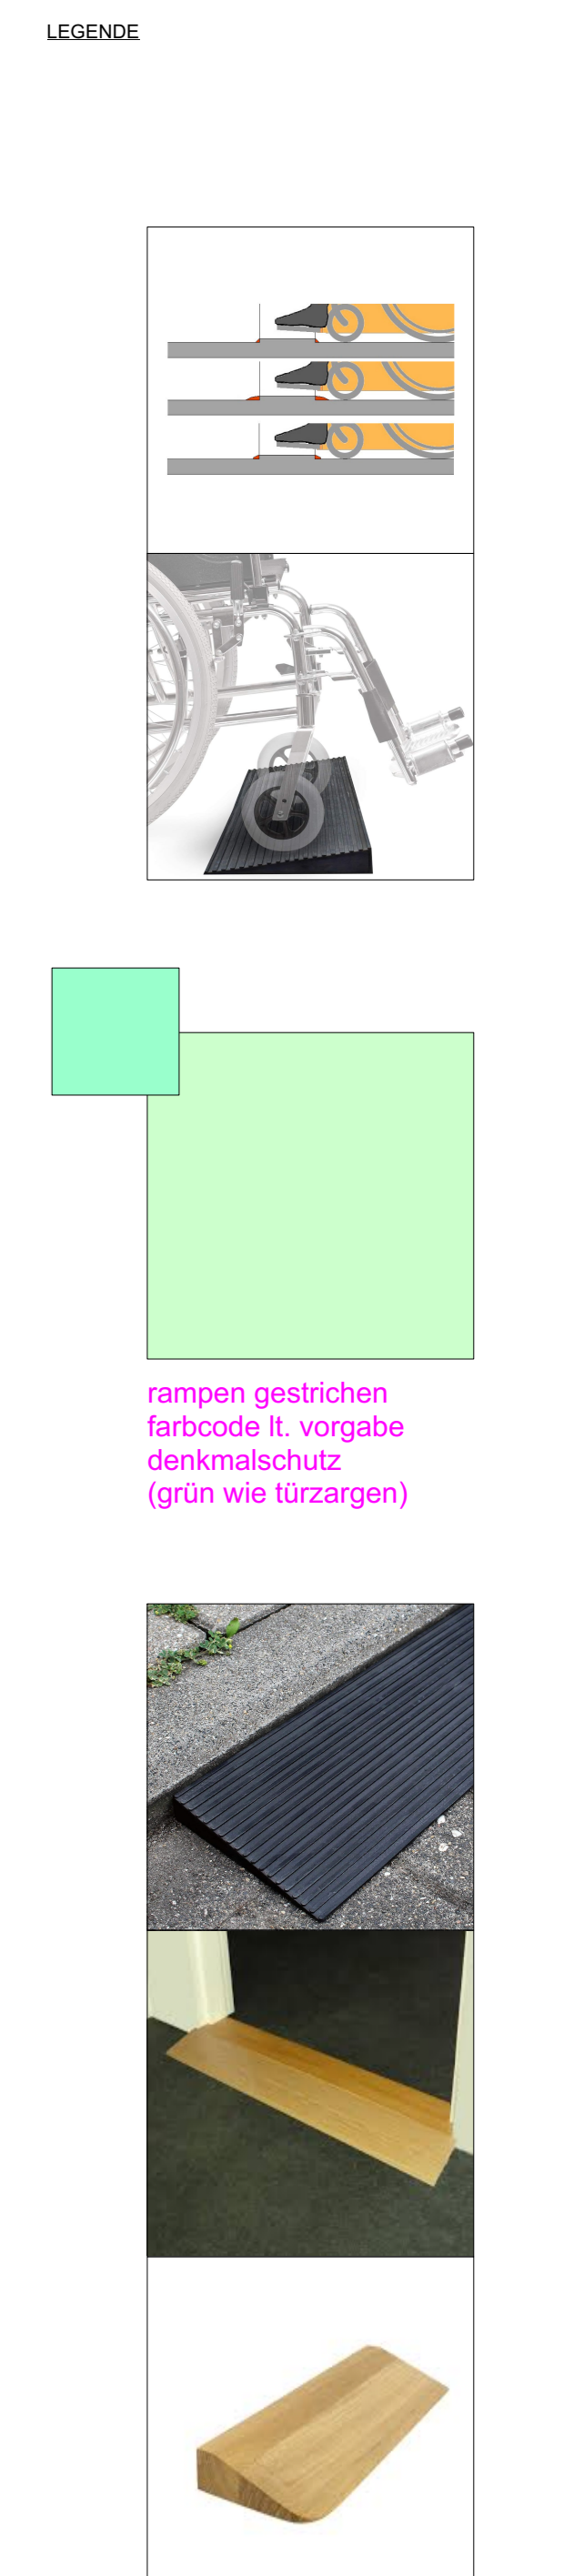 LEGENDE
rampen gestrichen
farbcode lt. vorgabe
denkmalschutz
(grün wie türzargen)